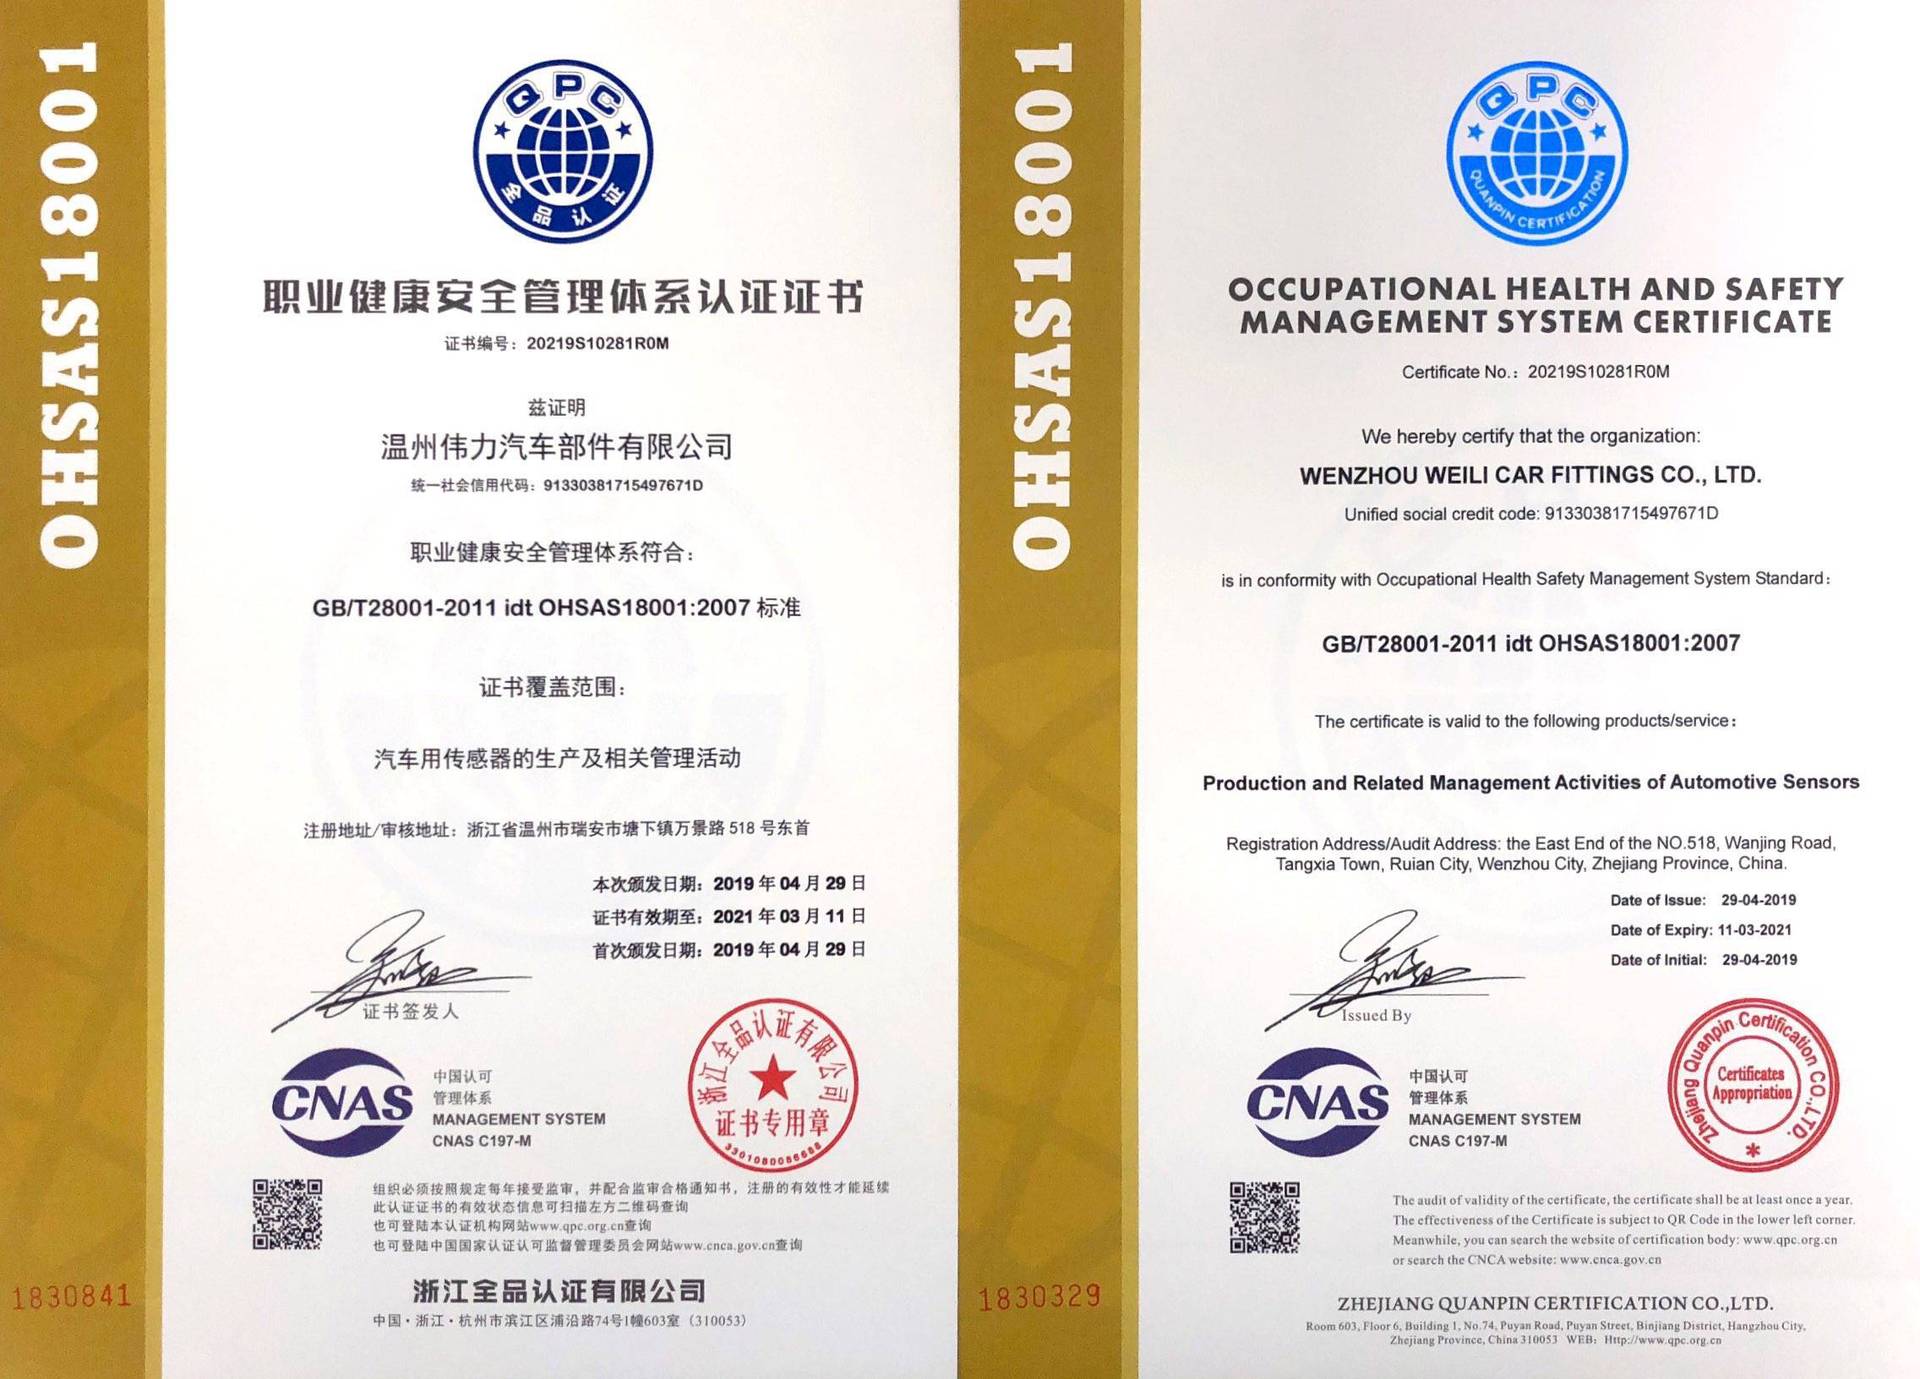 OHSAS18001
QPC
全品认证
职业健康安全管理体系认证证书
证书编号：20219S10281R0M
兹证明
温州伟力汽车部件有限公司
统一社会信用代码：91330381715497671D
职业健康安全管理体系符合：
GB/T28001-2011 idt OHSAS18001:2007 标准
证书覆盖范围：
汽车用传感器的生产及相关管理活动
注册地址/审核地址：浙江省温州市瑞安市塘下镇万景路 518 号东首
本次颁发日期：2019 年 04 月 29 日
证书有效期至：2021 年 03 月 11 日
首次颁发日期：2019 年 04 月 29 日
证书签发人
CNAS
中国认可
管理体系
MANAGEMENT SYSTEM
CNAS C197-M
浙江全品认证有限公司
证书专用章
组织必须按照规定每年接受监审，并配合监审合格通知书，注册的有效性才能延续
此认证证书的有效状态信息可扫描左方二维码查询
也可登陆本认证机构网站www.qpc.org.cn查询
也可登陆中国国家认证认可监督管理委员会网站www.cnca.gov.cn查询
浙江全品认证有限公司
中国·浙江·杭州市滨江区浦沿路74号1幢603室（310053）
1830841
OHSAS18001
QPC
QUANPIN CERTIFICATION
OCCUPATIONAL HEALTH AND SAFETY
MANAGEMENT SYSTEM CERTIFICATE
Certificate No.：20219S10281R0M
We hereby certify that the organization:
WENZHOU WEILI CAR FITTINGS CO., LTD.
Unified social credit code: 91330381715497671D
is in conformity with Occupational Health Safety Management System Standard：
GB/T28001-2011 idt OHSAS18001:2007
The certificate is valid to the following products/service：
Production and Related Management Activities of Automotive Sensors
Registration Address/Audit Address: the East End of the NO.518, Wanjing Road,
Tangxia Town, Ruian City, Wenzhou City, Zhejiang Province, China.
Date of Issue: 29-04-2019
Date of Expiry: 11-03-2021
Date of Initial: 29-04-2019
Issued By
CNAS
中国认可
管理体系
MANAGEMENT SYSTEM
CNAS C197-M
Zhejiang Quanpin Certification CO.,LTD.
Certificates
Appropriation
The audit of validity of the certificate, the certificate shall be at least once a year.
The effectiveness of the Certificate is subject to QR Code in the lower left corner.
Meanwhile, you can search the website of certification body: www.qpc.org.cn
or search the CNCA website: www.cnca.gov.cn
ZHEJIANG QUANPIN CERTIFICATION CO.,LTD.
Room 603, Floor 6, Building 1, No.74, Puyan Road, Puyan Street, Binjiang District, Hangzhou City,
Zhejiang Province, China 310053 WEB: Http://www.qpc.org.cn
1830329